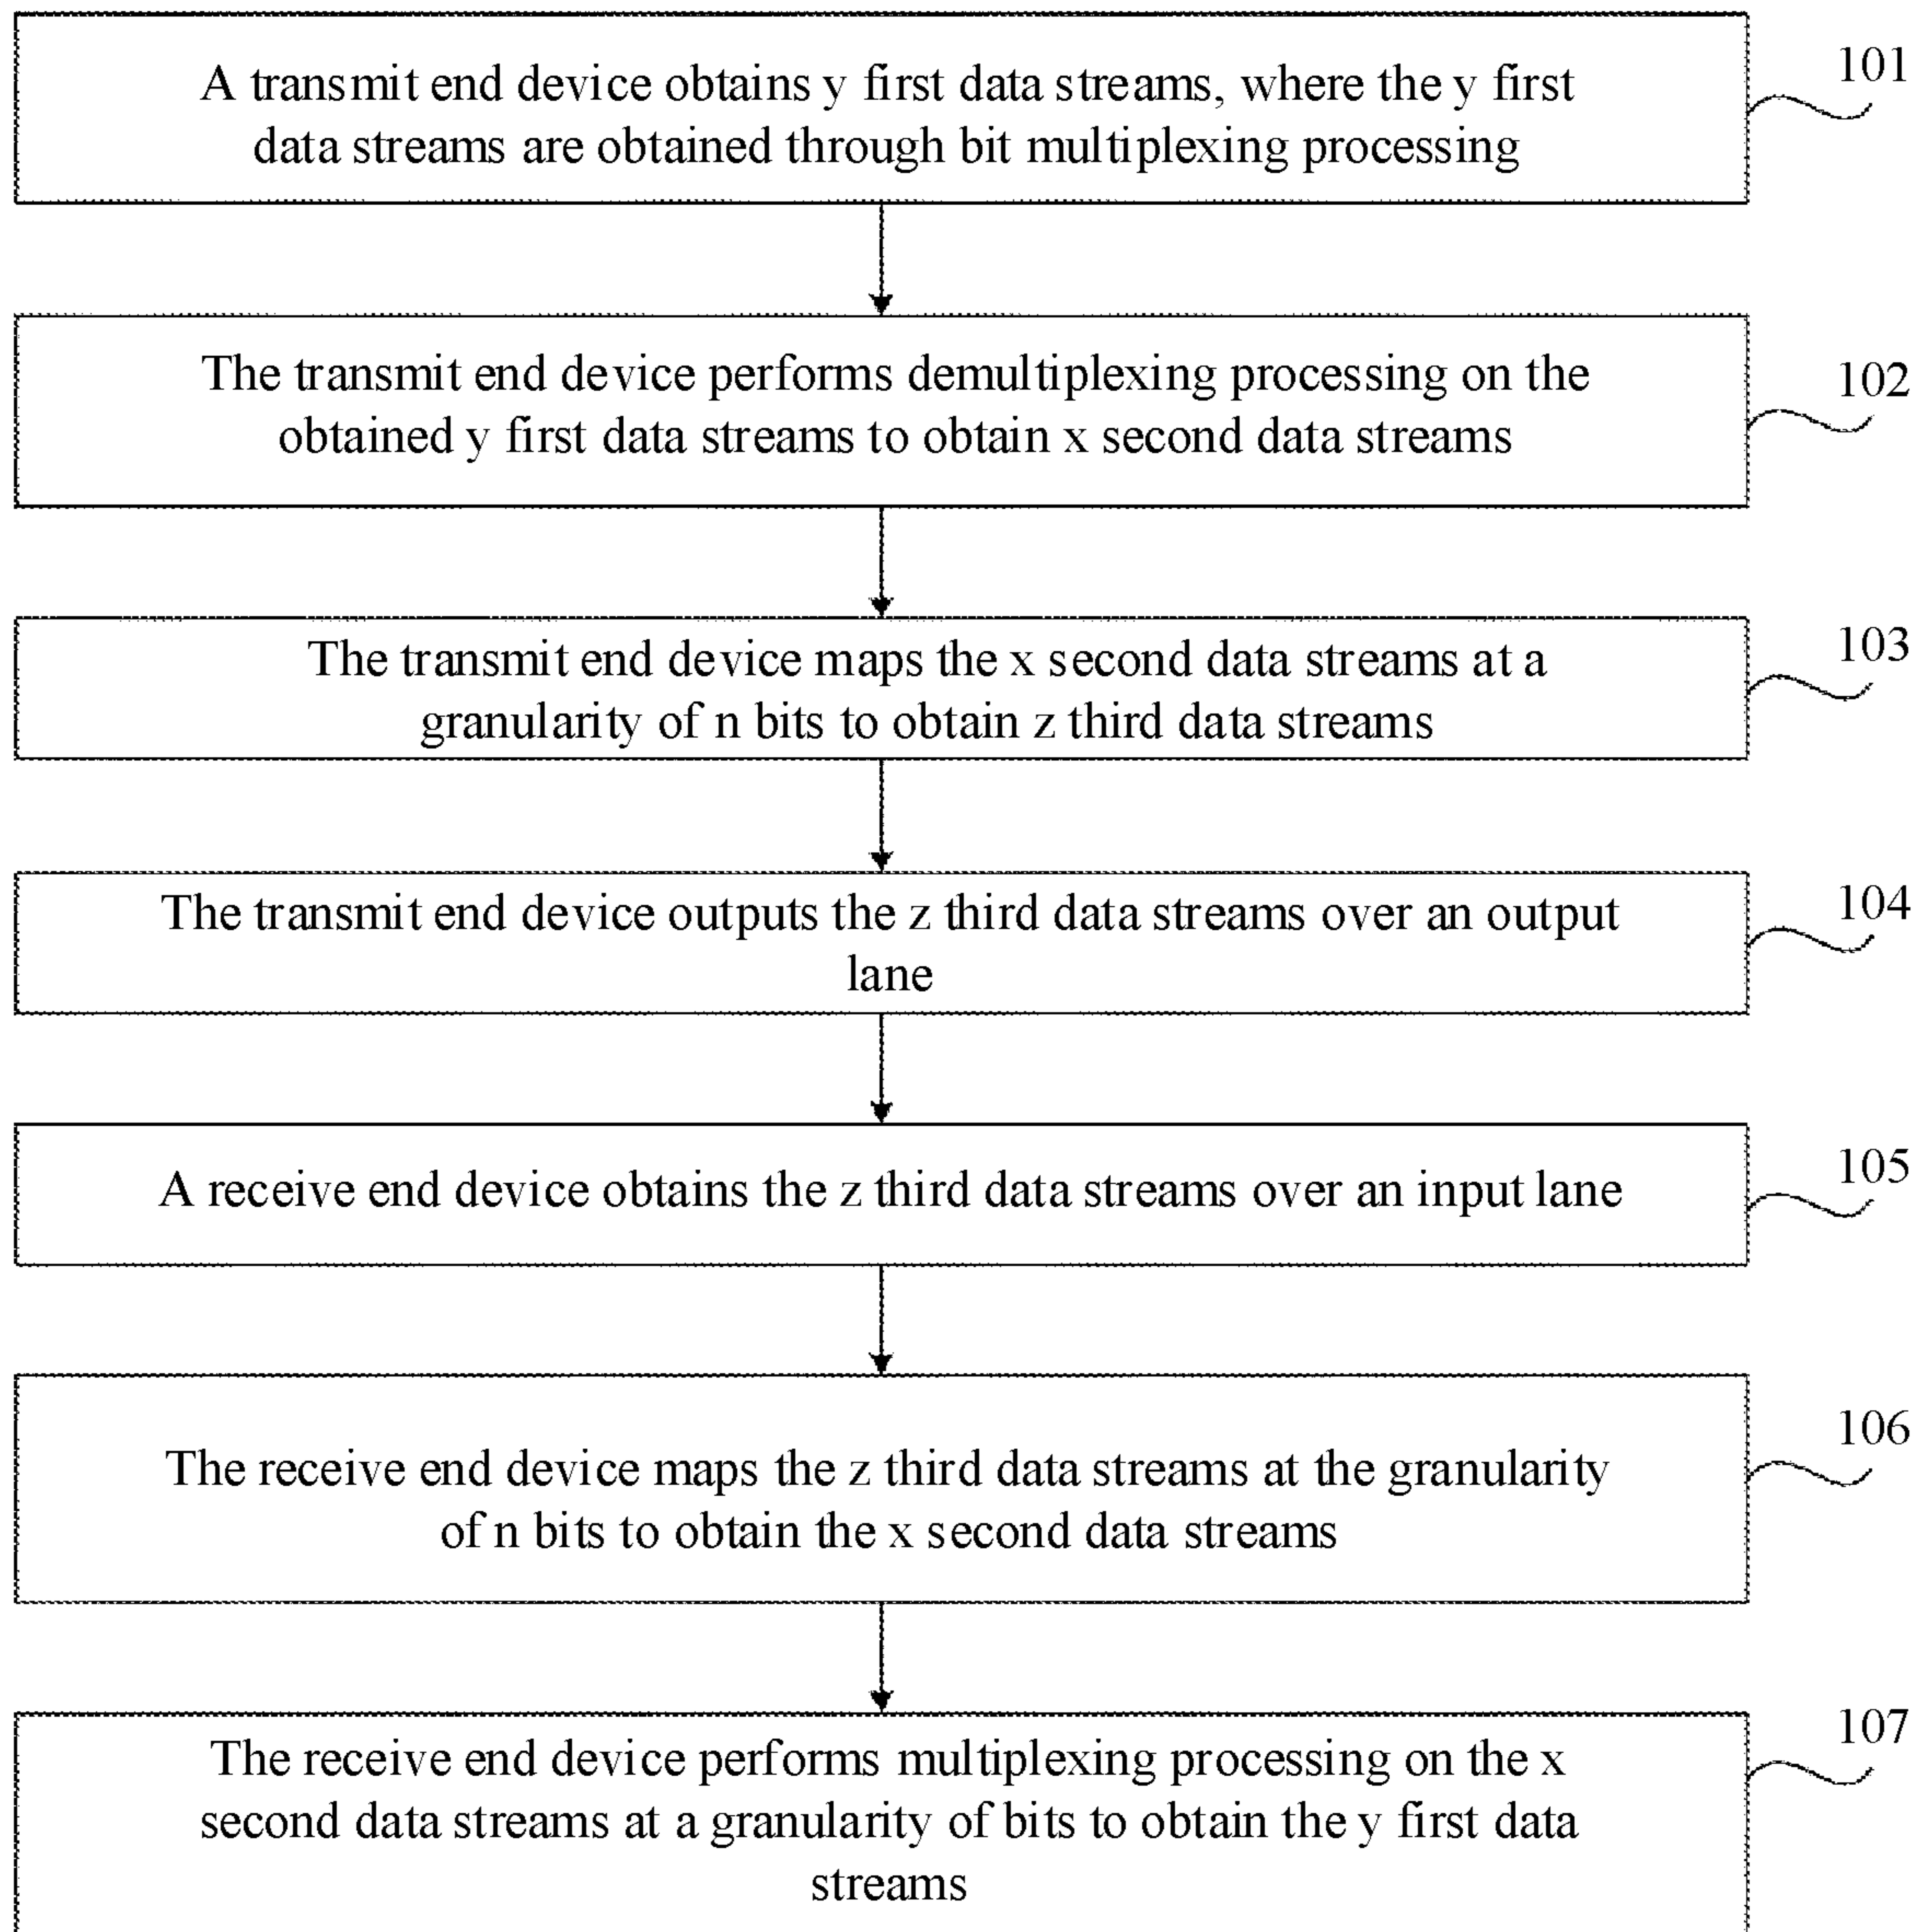 A transmit end device obtains y first data streams, where the y first
data streams are obtained through bit multiplexing processing
101
The transmit end device performs demultiplexing processing on the
obtained y first data streams to obtain x second data streams
102
The transmit end device maps the x second data streams at a
granularity of n bits to obtain z third data streams
103
The transmit end device outputs the z third data streams over an output
lane
104
A receive end device obtains the z third data streams over an input lane
105
The receive end device maps the z third data streams at the granularity
of n bits to obtain the x second data streams
106
The receive end device performs multiplexing processing on the x
second data streams at a granularity of bits to obtain the y first data
streams
107